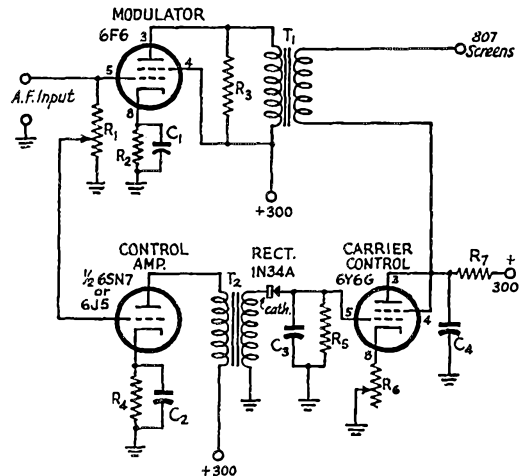 MODULATOR
6F6
T1
807
Screens
3
5
4
8
A.F. Input
R1
R2
C1
R3
+300
CONTROL
AMP.
½ 6SN7
or
6J5
T2
RECT.
1N34A
cath.
CARRIER
CONTROL
6Y6G
R7
+
300
3
5
4
8
C3
R5
R6
C4
R4
C2
+300